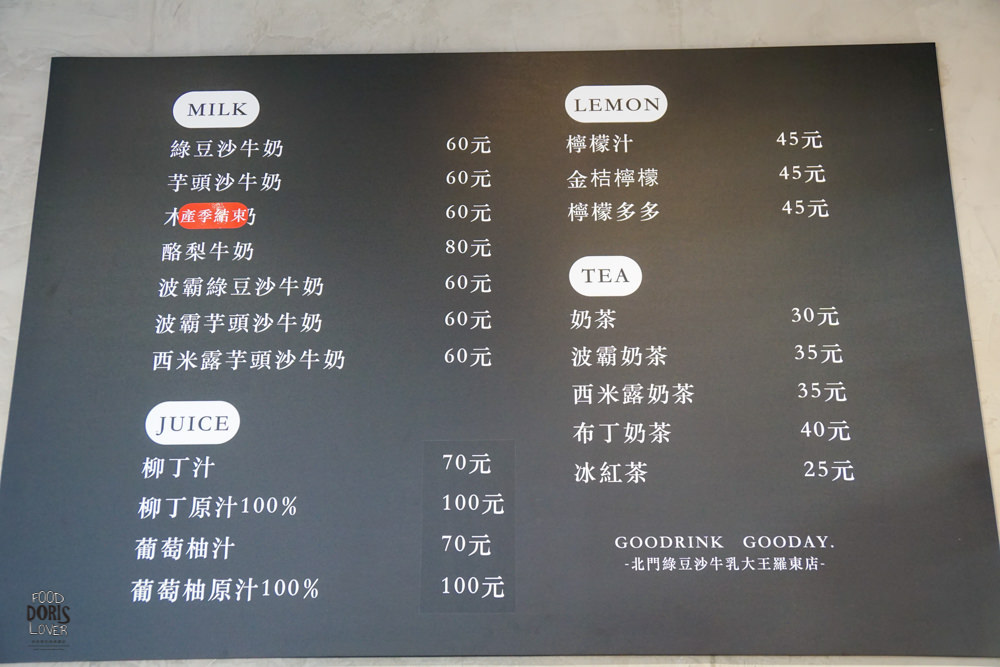 MILK
綠豆沙牛奶 60元
芋頭沙牛奶 60元
木 產季結束 奶 60元
酪梨牛奶 80元
波霸綠豆沙牛奶 60元
波霸芋頭沙牛奶 60元
西米露芋頭沙牛奶 60元
JUICE
柳丁汁 70元
柳丁原汁100% 100元
葡萄柚汁 70元
葡萄柚原汁100% 100元
LEMON
檸檬汁 45元
金桔檸檬 45元
檸檬多多 45元
TEA
奶茶 30元
波霸奶茶 35元
西米露奶茶 35元
布丁奶茶 40元
冰紅茶 25元
GOODRINK GOODAY.
-北門綠豆沙牛乳大王羅東店-
FOOD
DORIS
LOVER